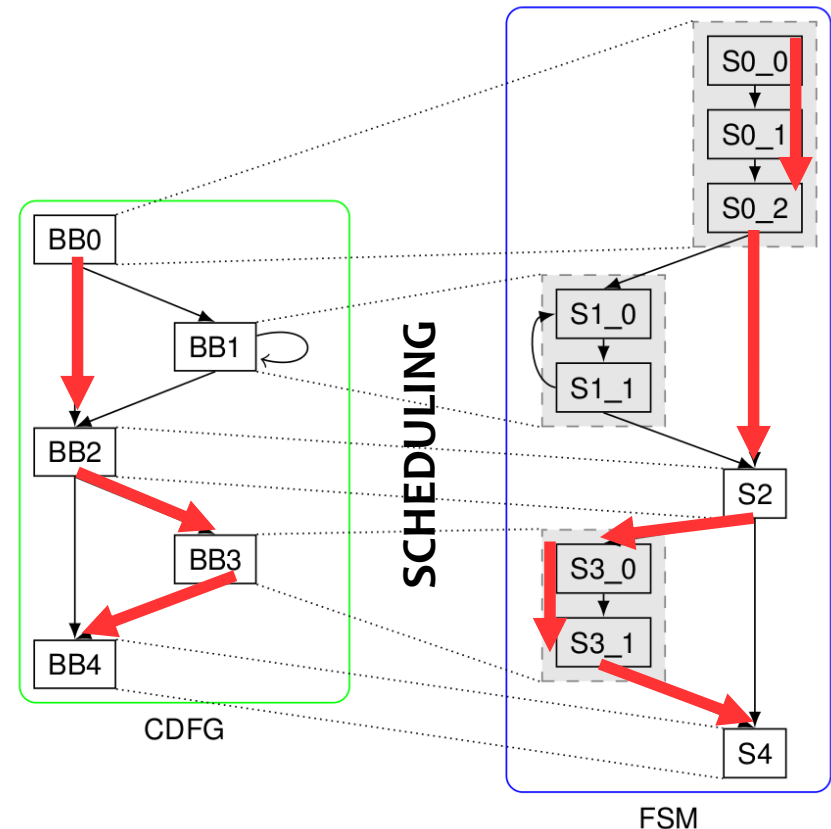 BB0
BB1
BB2
BB3
BB4
CDFG
SCHEDULING
S0_0
S0_1
S0_2
S1_0
S1_1
S2
S3_0
S3_1
S4
FSM